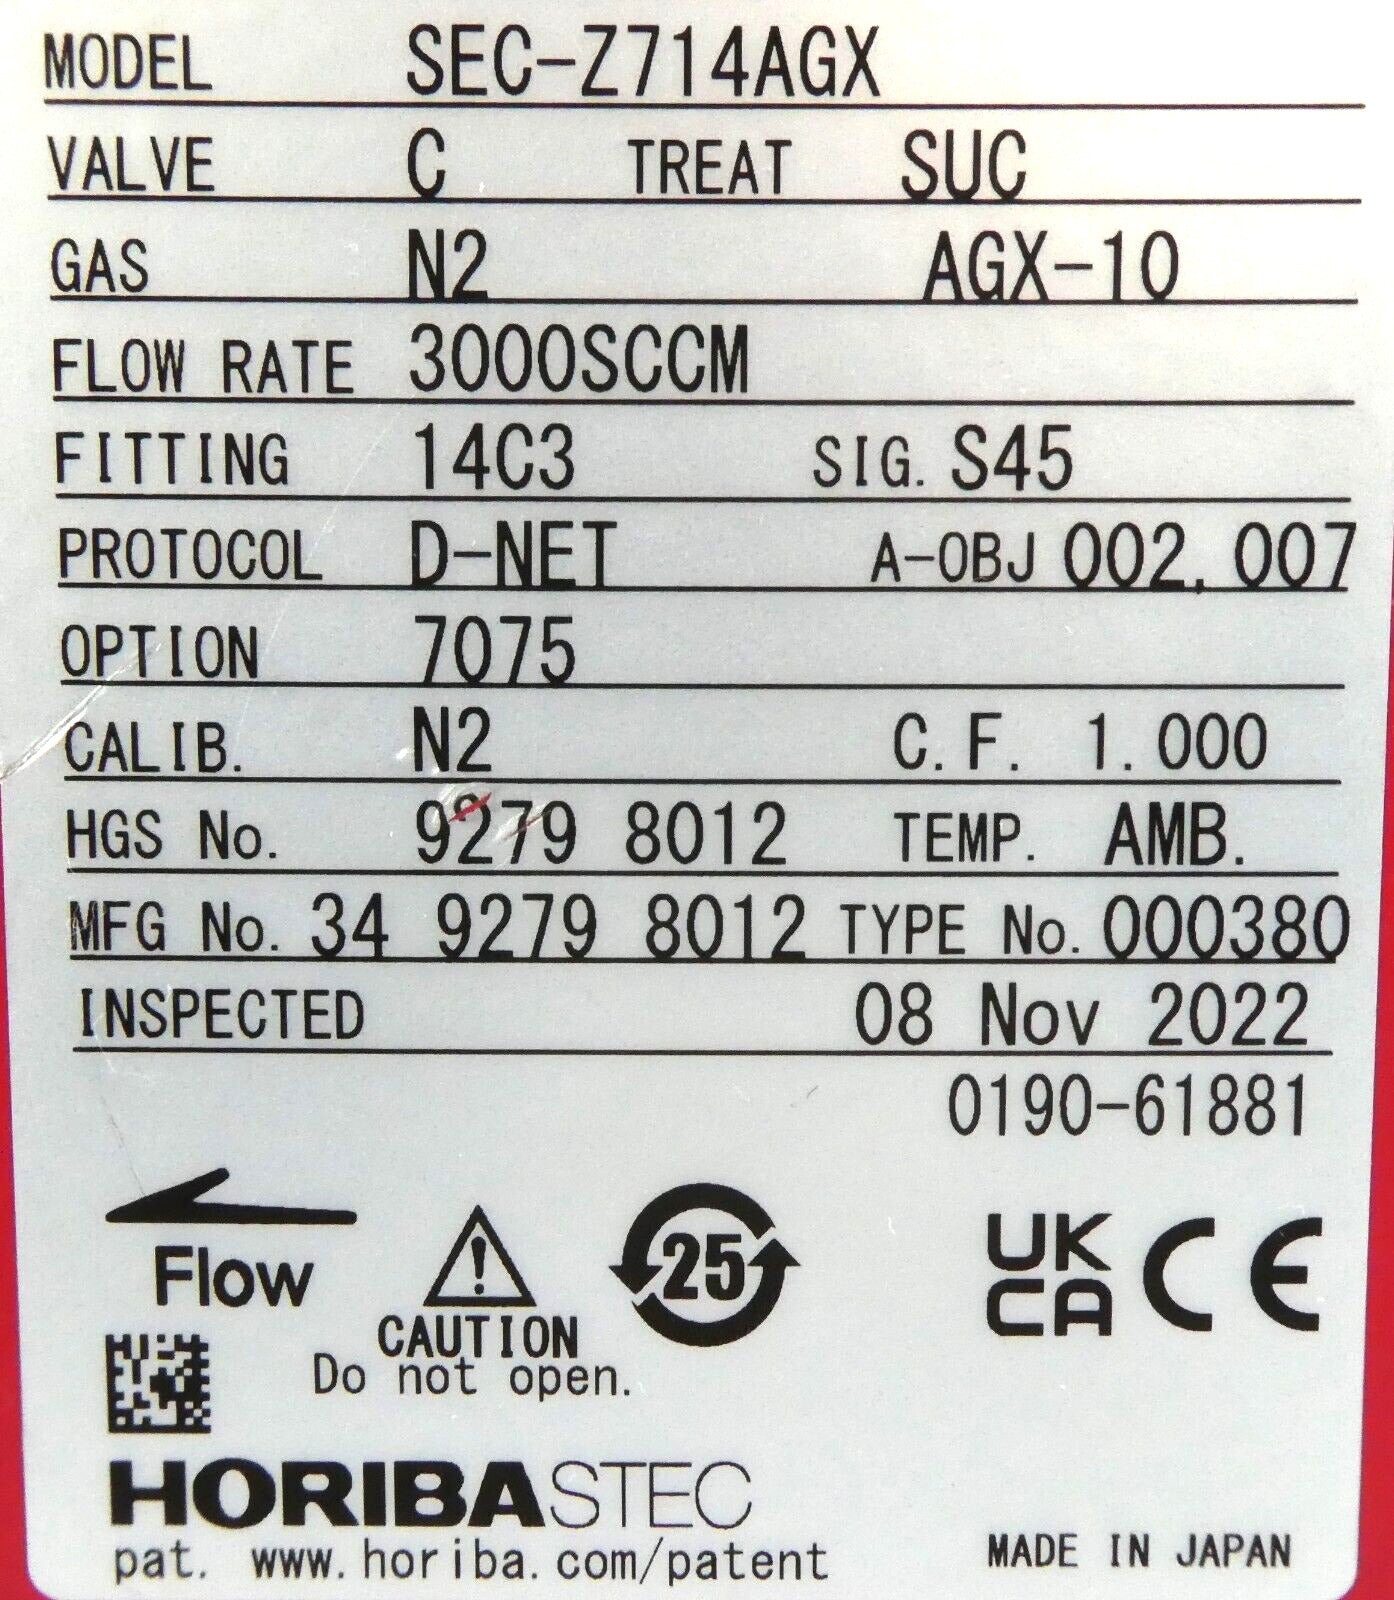 MODEL SEC-Z714AGX
VALVE C TREAT SUC
GAS N2 AGX-10
FLOW RATE 3000SCCM
FITTING 14C3 SIG. S45
PROTOCOL D-NET A-OBJ 002,007
OPTION 7075
CALIB. N2 C.F. 1.000
HGS No. 9279 8012 TEMP. AMB.
MFG No. 34 9279 8012 TYPE No. 000380
INSPECTED 08 Nov 2022
0190-61881
Flow
CAUTION
Do not open.
25
UK
CA
CE
HORIBASTEC
pat. www.horiba.com/patent
MADE IN JAPAN